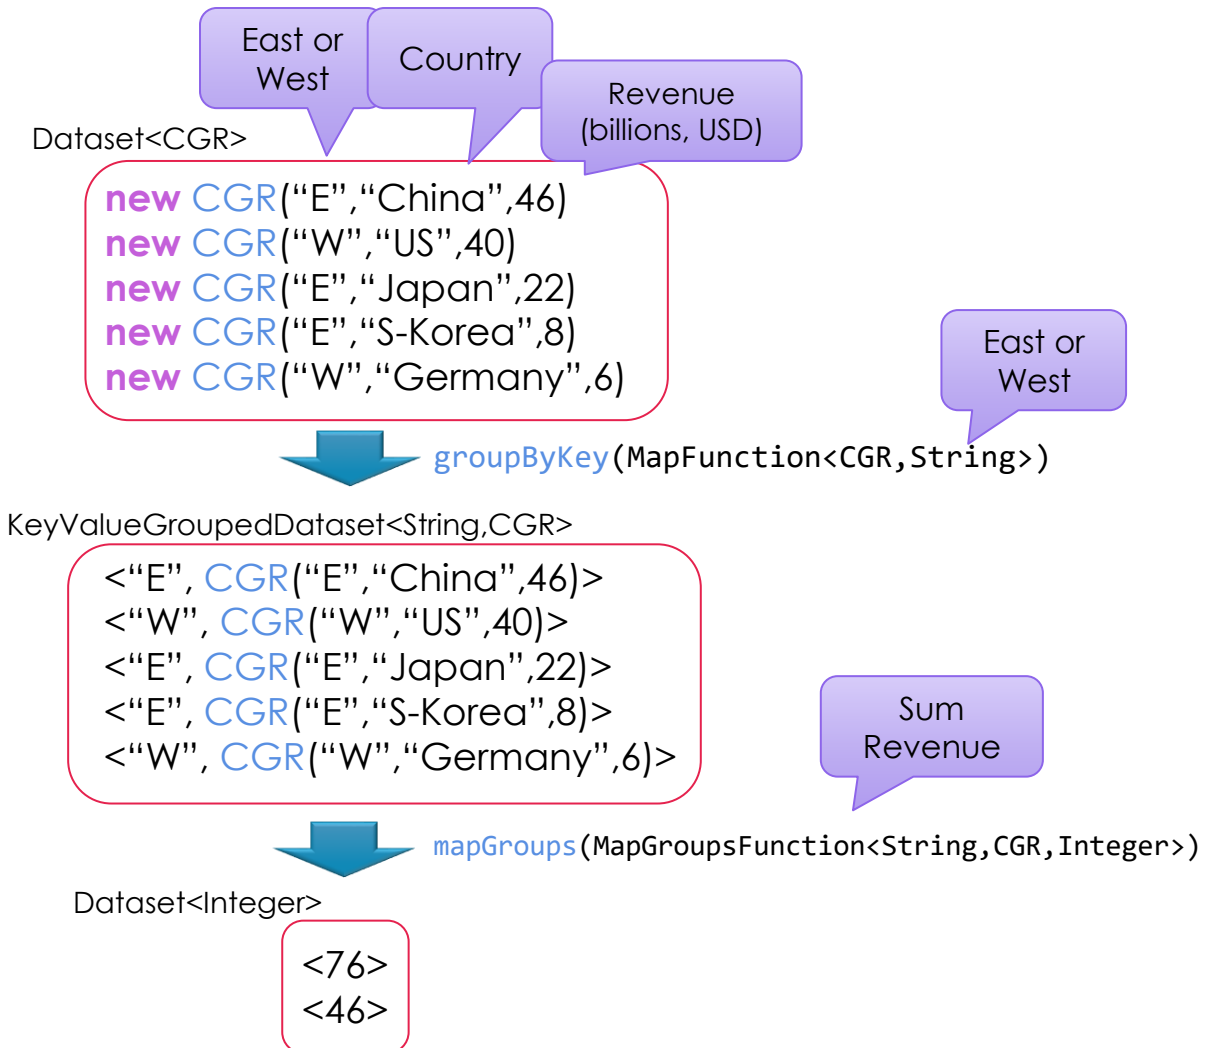 East or
West
Country
Revenue
(billions, USD)
Dataset<CGR>
new CGR(“E”,“China”,46)
new CGR(“W”,“US”,40)
new CGR(“E”,“Japan”,22)
new CGR(“E”,“S-Korea”,8)
new CGR(“W”,“Germany”,6)
East or
West
groupByKey(MapFunction<CGR,String>)
KeyValueGroupedDataset<String,CGR>
<“E”, CGR(“E”,“China”,46)>
<“W”, CGR(“W”,“US”,40)>
<“E”, CGR(“E”,“Japan”,22)>
<“E”, CGR(“E”,“S-Korea”,8)>
<“W”, CGR(“W”,“Germany”,6)>
Sum
Revenue
mapGroups(MapGroupsFunction<String,CGR,Integer>)
Dataset<Integer>
<76>
<46>